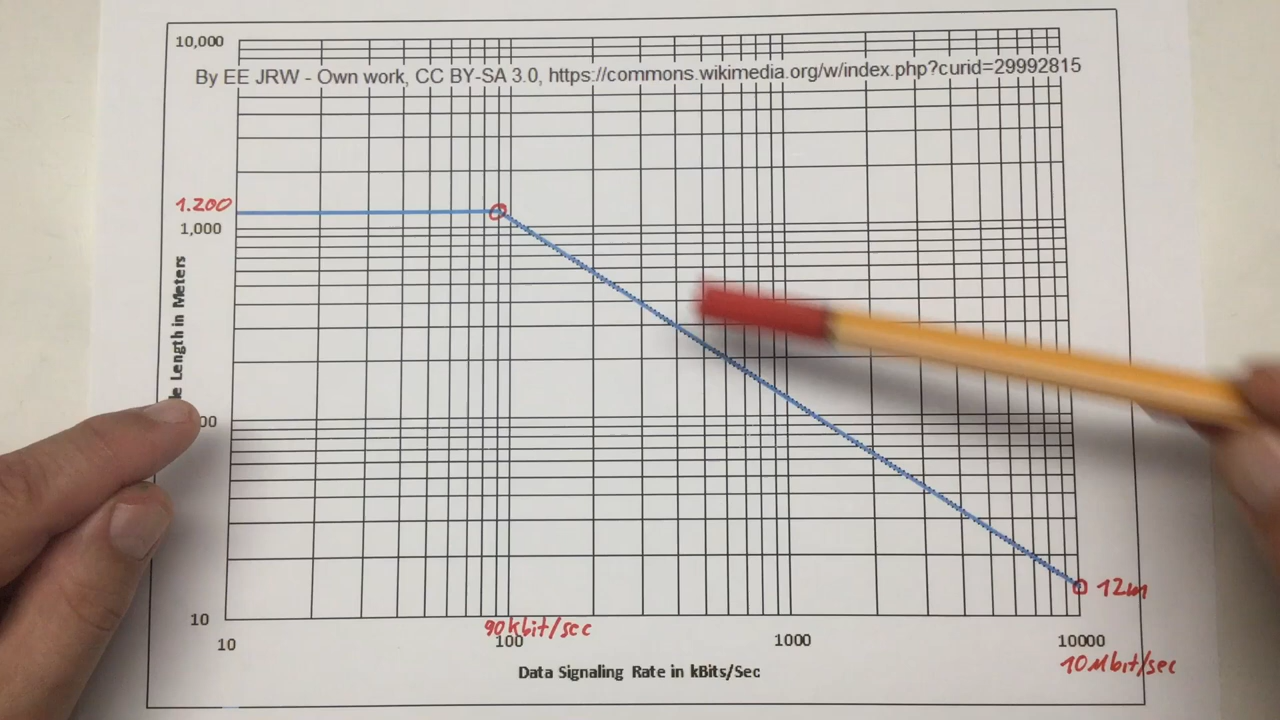 10,000
By EE JRW - Own work, CC BY-SA 3.0, https://commons.wikimedia.org/w/index.php?curid=29992815
1.200
1,000
Length in Meters
10
12m
90kbit/sec
10
100
1000
10000
10Mbit/sec
Data Signaling Rate in kBits/Sec